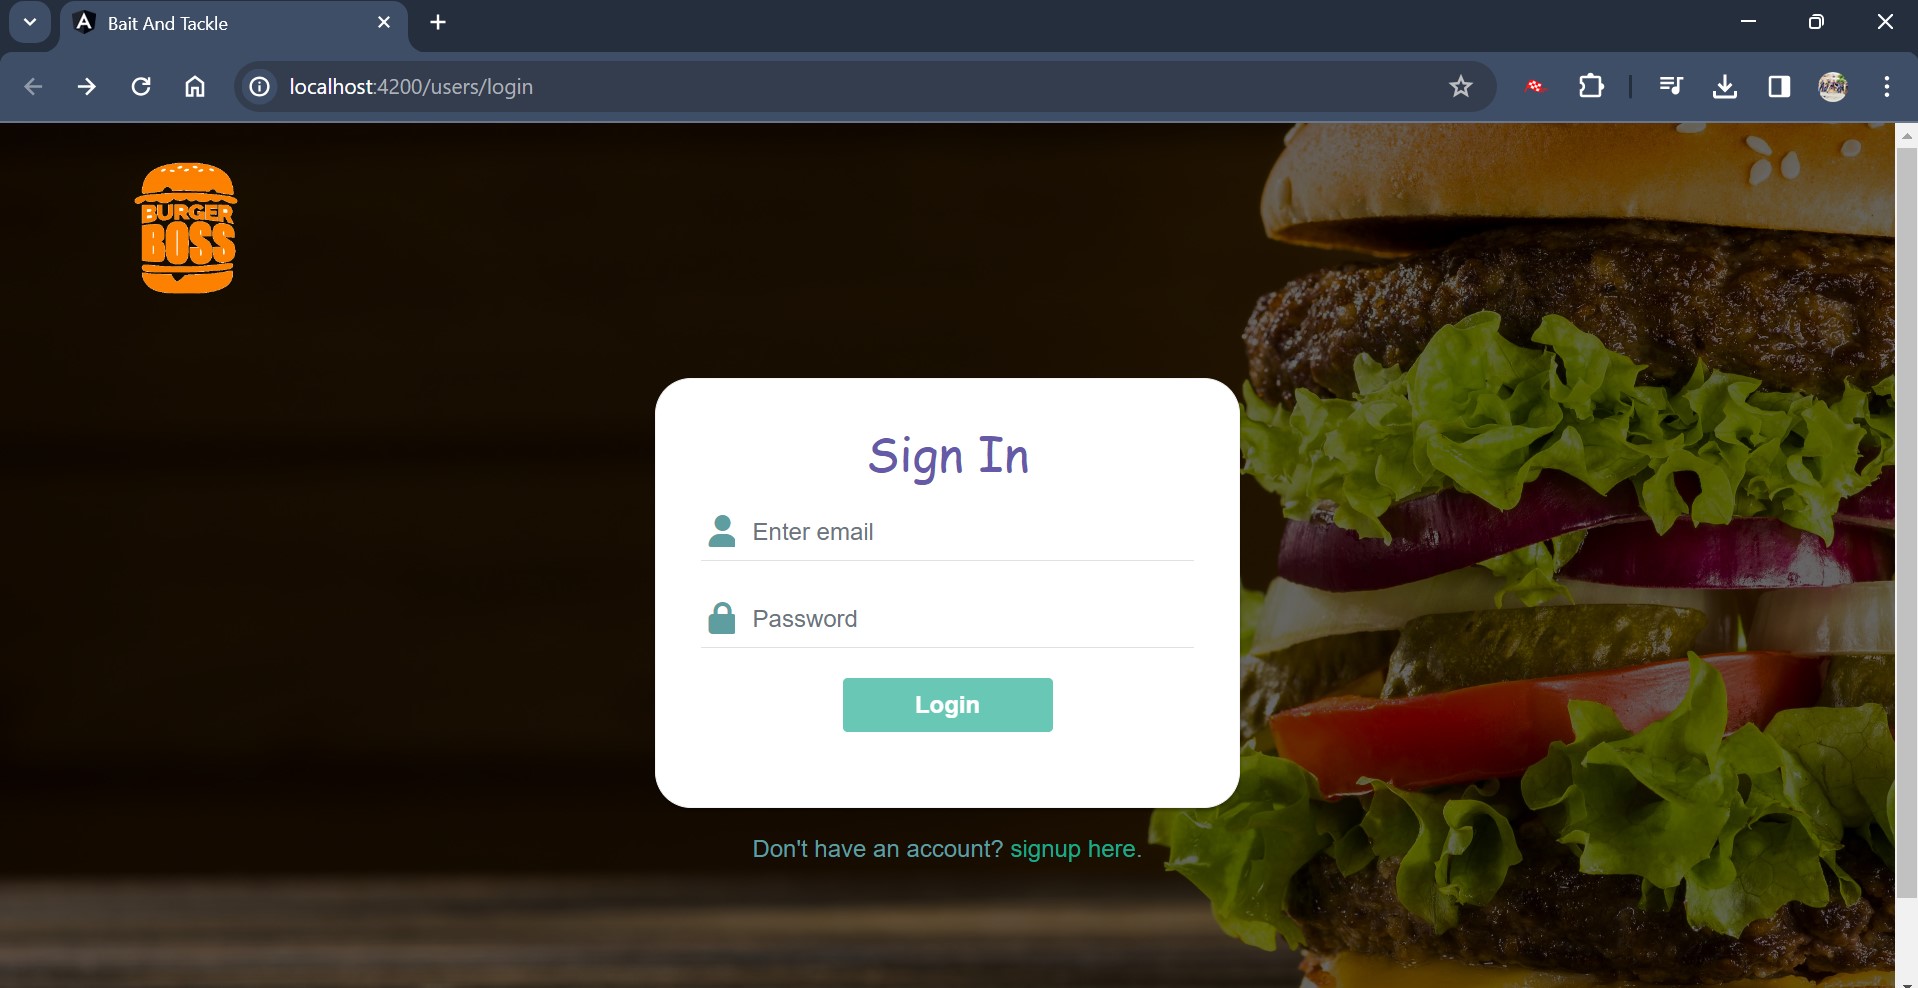 Bait And Tackle
localhost:4200/users/login
BURGER
BOSS
Sign In
Enter email
Password
Login
Don't have an account? signup here.